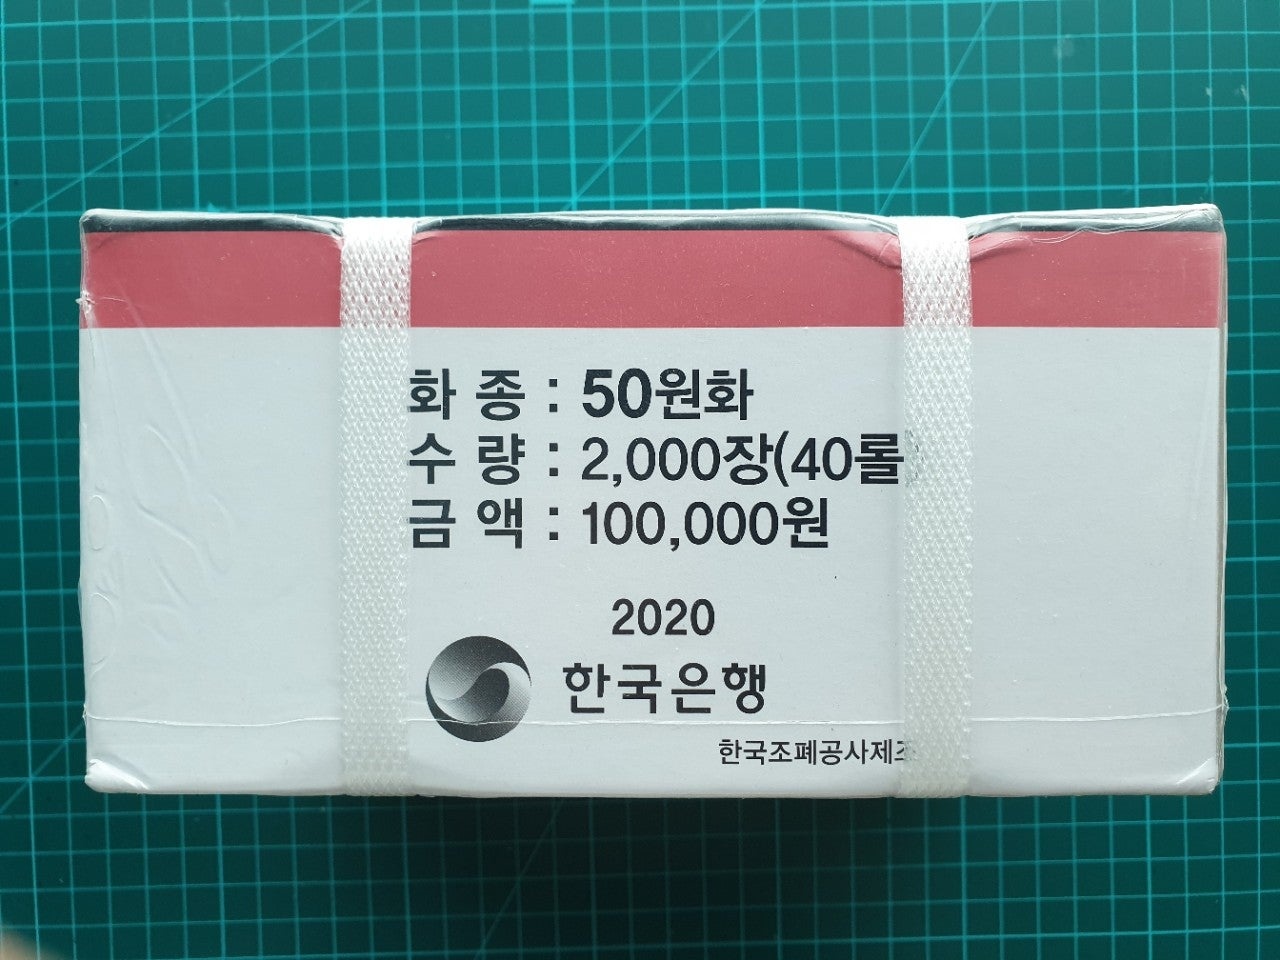 화 종 : 50원화
수 량 : 2,000장(40롤)
금 액 : 100,000원
2020
한국은행
한국조폐공사제조